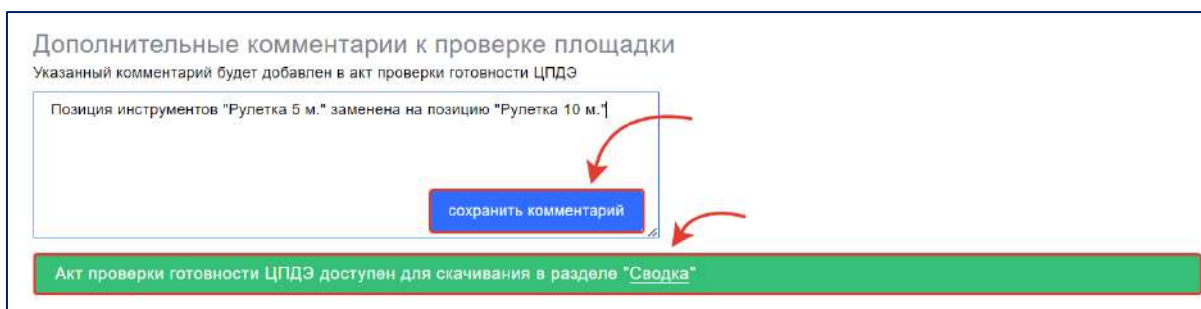 Дополнительные комментарии к проверке площадки
Указанный комментарий будет добавлен в акт проверки готовности ЦПДЭ
Позиция инструментов "Рулетка 5 м." заменена на позицию "Рулетка 10 м."
сохранить комментарий
Акт проверки готовности ЦПДЭ доступен для скачивания в разделе "Сводка"